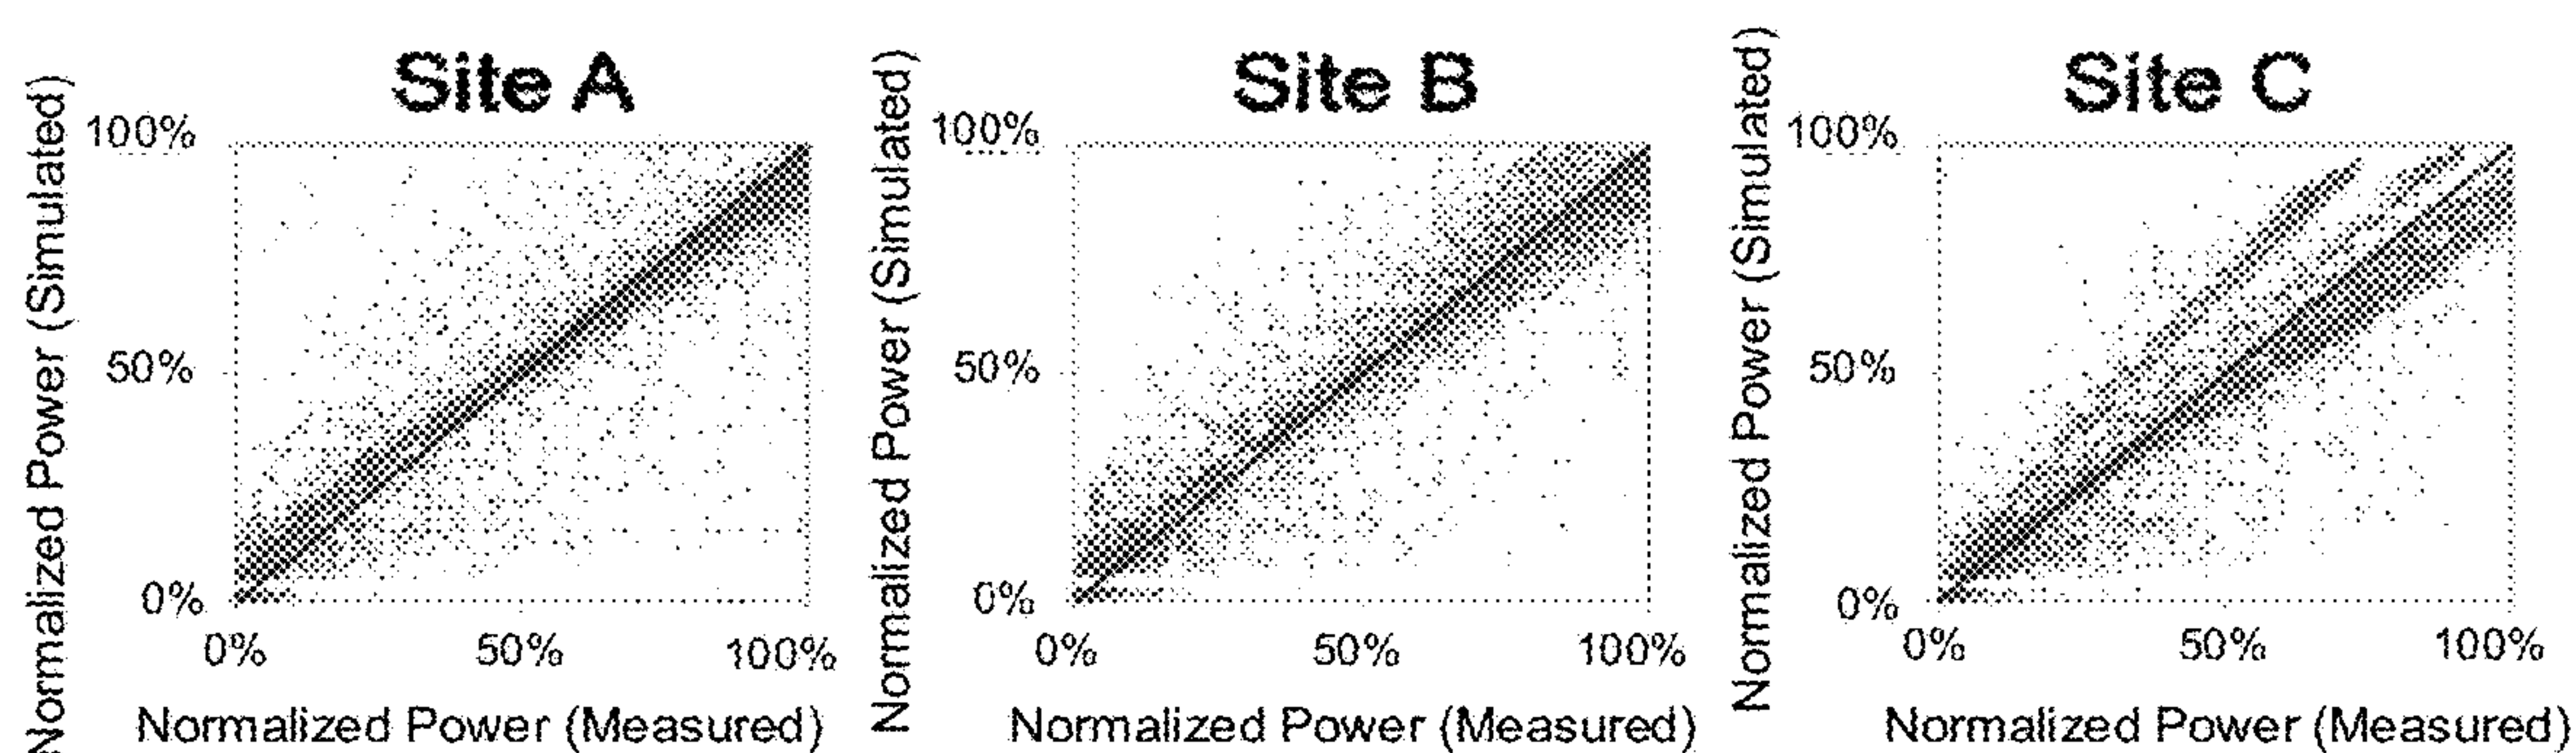 Site A
Normalized Power (Simulated)
100%
50%
0%
0%
50%
100%
Normalized Power (Measured)
Site B
Normalized Power (Simulated)
100%
50%
0%
0%
50%
100%
Normalized Power (Measured)
Site C
Normalized Power (Simulated)
100%
50%
0%
0%
50%
100%
Normalized Power (Measured)